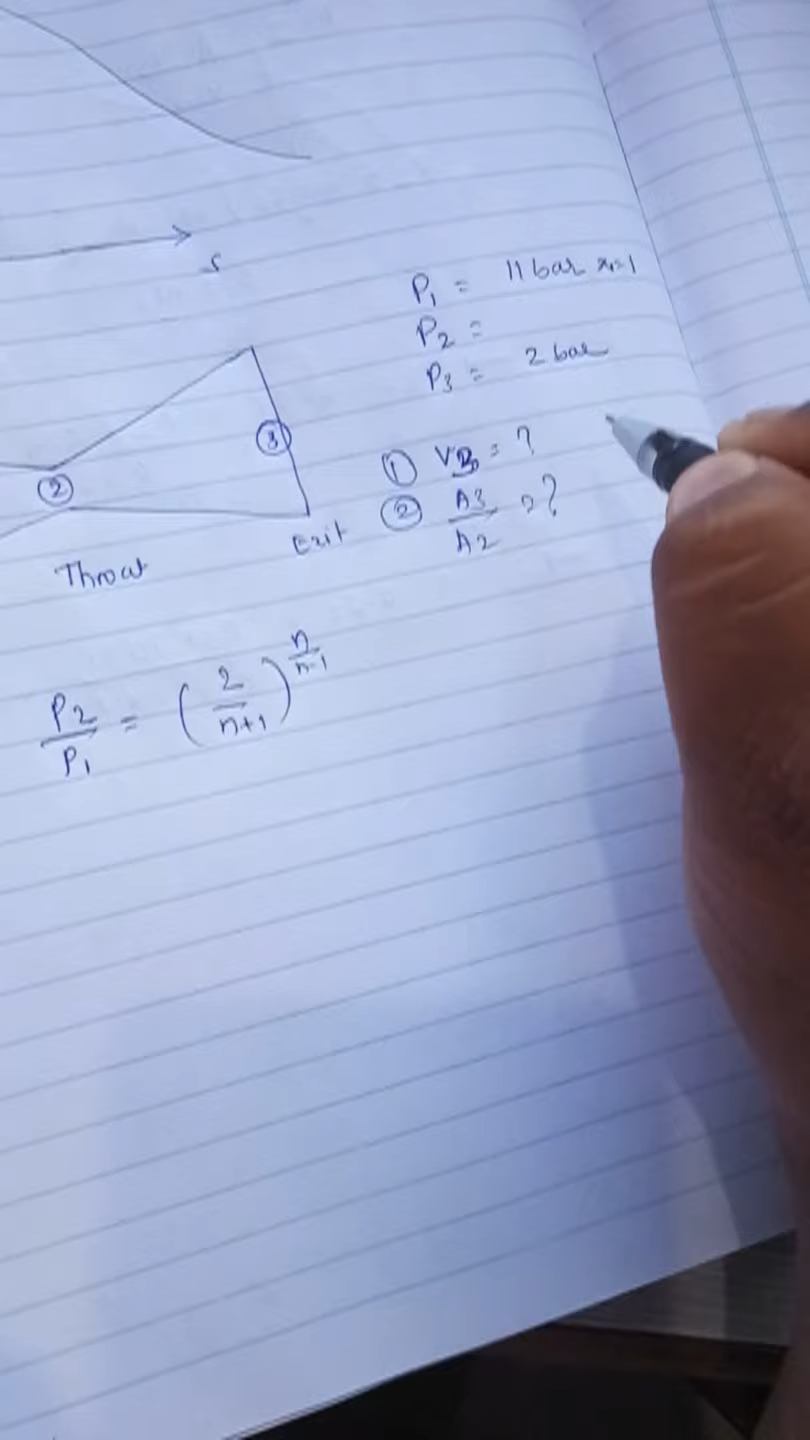 s
P₁ = 11 bar x₁=1
P₂ =
P₃ = 2 bar
③
② ① V₃ = ?
② A3/A2 = ?
Throat Exit
P₂/P₁ = (2/n+1)^n/n-1